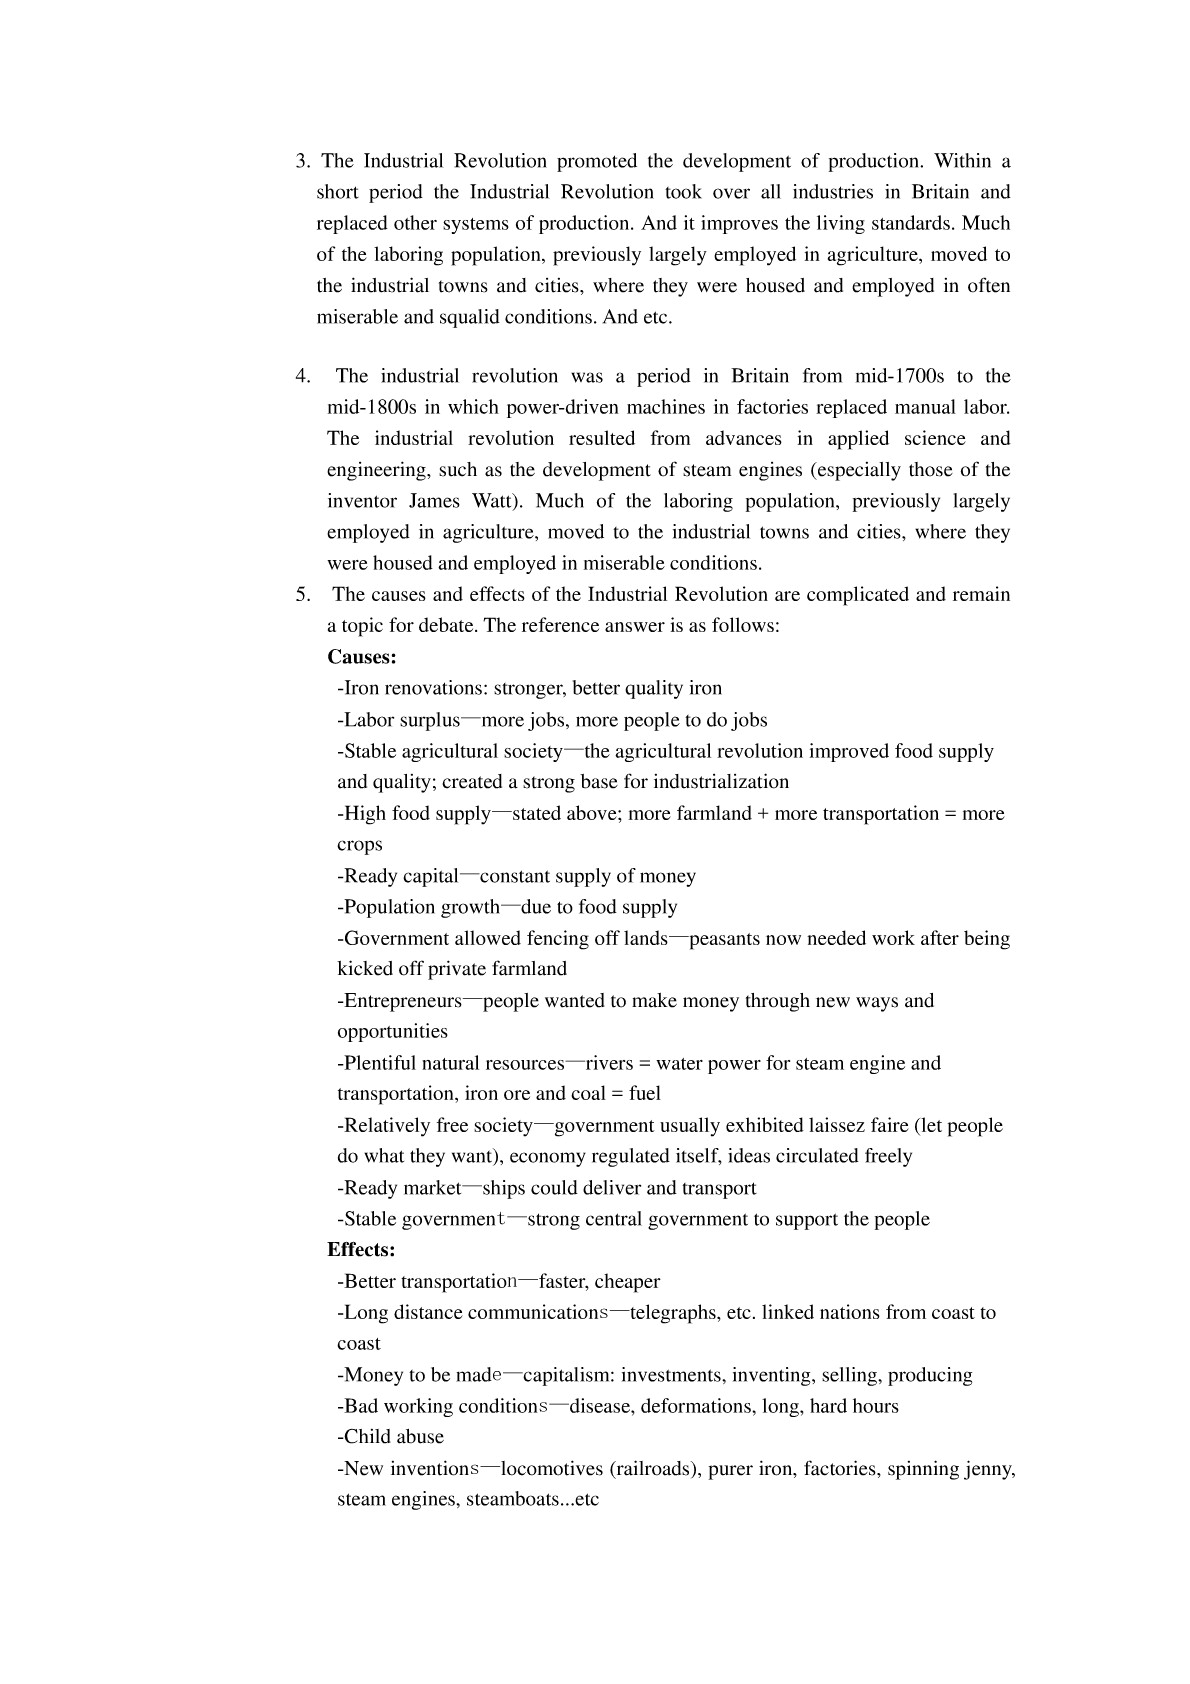 3. The Industrial Revolution promoted the development of production. Within a
short period the Industrial Revolution took over all industries in Britain and
replaced other systems of production. And it improves the living standards. Much
of the laboring population, previously largely employed in agriculture, moved to
the industrial towns and cities, where they were housed and employed in often
miserable and squalid conditions. And etc.
4. The industrial revolution was a period in Britain from mid-1700s to the
mid-1800s in which power-driven machines in factories replaced manual labor.
The industrial revolution resulted from advances in applied science and
engineering, such as the development of steam engines (especially those of the
inventor James Watt). Much of the laboring population, previously largely
employed in agriculture, moved to the industrial towns and cities, where they
were housed and employed in miserable conditions.
5. The causes and effects of the Industrial Revolution are complicated and remain
a topic for debate. The reference answer is as follows:
Causes:
-Iron renovations: stronger, better quality iron
-Labor surplus—more jobs, more people to do jobs
-Stable agricultural society—the agricultural revolution improved food supply
and quality; created a strong base for industrialization
-High food supply—stated above; more farmland + more transportation = more
crops
-Ready capital—constant supply of money
-Population growth—due to food supply
-Government allowed fencing off lands—peasants now needed work after being
kicked off private farmland
-Entrepreneurs—people wanted to make money through new ways and
opportunities
-Plentiful natural resources—rivers = water power for steam engine and
transportation, iron ore and coal = fuel
-Relatively free society—government usually exhibited laissez faire (let people
do what they want), economy regulated itself, ideas circulated freely
-Ready market—ships could deliver and transport
-Stable government—strong central government to support the people
Effects:
-Better transportation—faster, cheaper
-Long distance communications—telegraphs, etc. linked nations from coast to
coast
-Money to be made—capitalism: investments, inventing, selling, producing
-Bad working conditions—disease, deformations, long, hard hours
-Child abuse
-New inventions—locomotives (railroads), purer iron, factories, spinning jenny,
steam engines, steamboats...etc